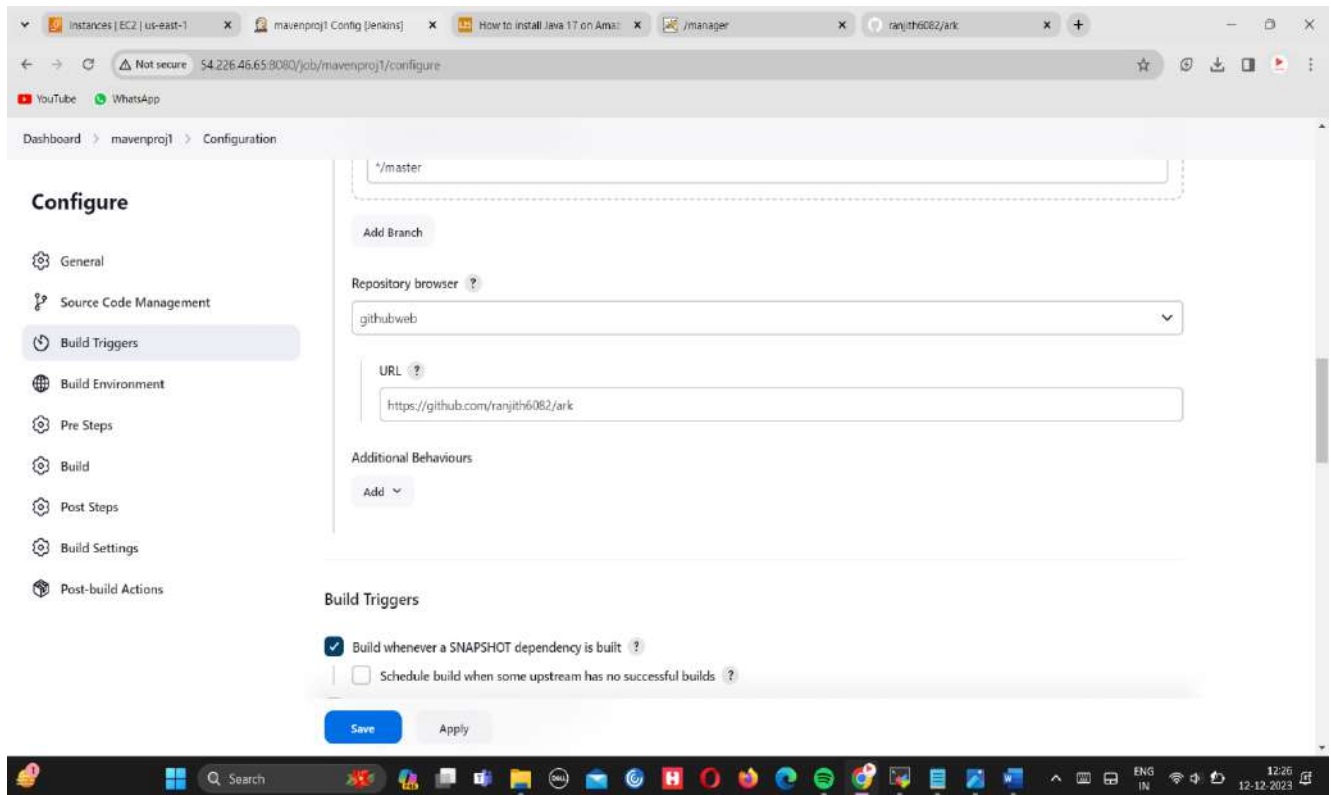 Instances | EC2 | us-east-1
mavenproj1 Config [Jenkins]
How to install Java 17 on Ama
/manager
ranjith6082/ark
Not secure 54.226.46.65:8080/job/mavenproj1/configure
YouTube WhatsApp
Dashboard > mavenproj1 > Configuration
*/master
Configure
Add Branch
General
Repository browser ?
Source Code Management
githubweb
Build Triggers
URL ?
Build Environment
https://github.com/ranjith6082/ark
Pre Steps
Additional Behaviours
Build
Add
Post Steps
Build Settings
Post-build Actions
Build Triggers
Build whenever a SNAPSHOT dependency is built ?
Schedule build when some upstream has no successful builds ?
Save Apply
Search
ENG
IN
12:26
12-12-2023